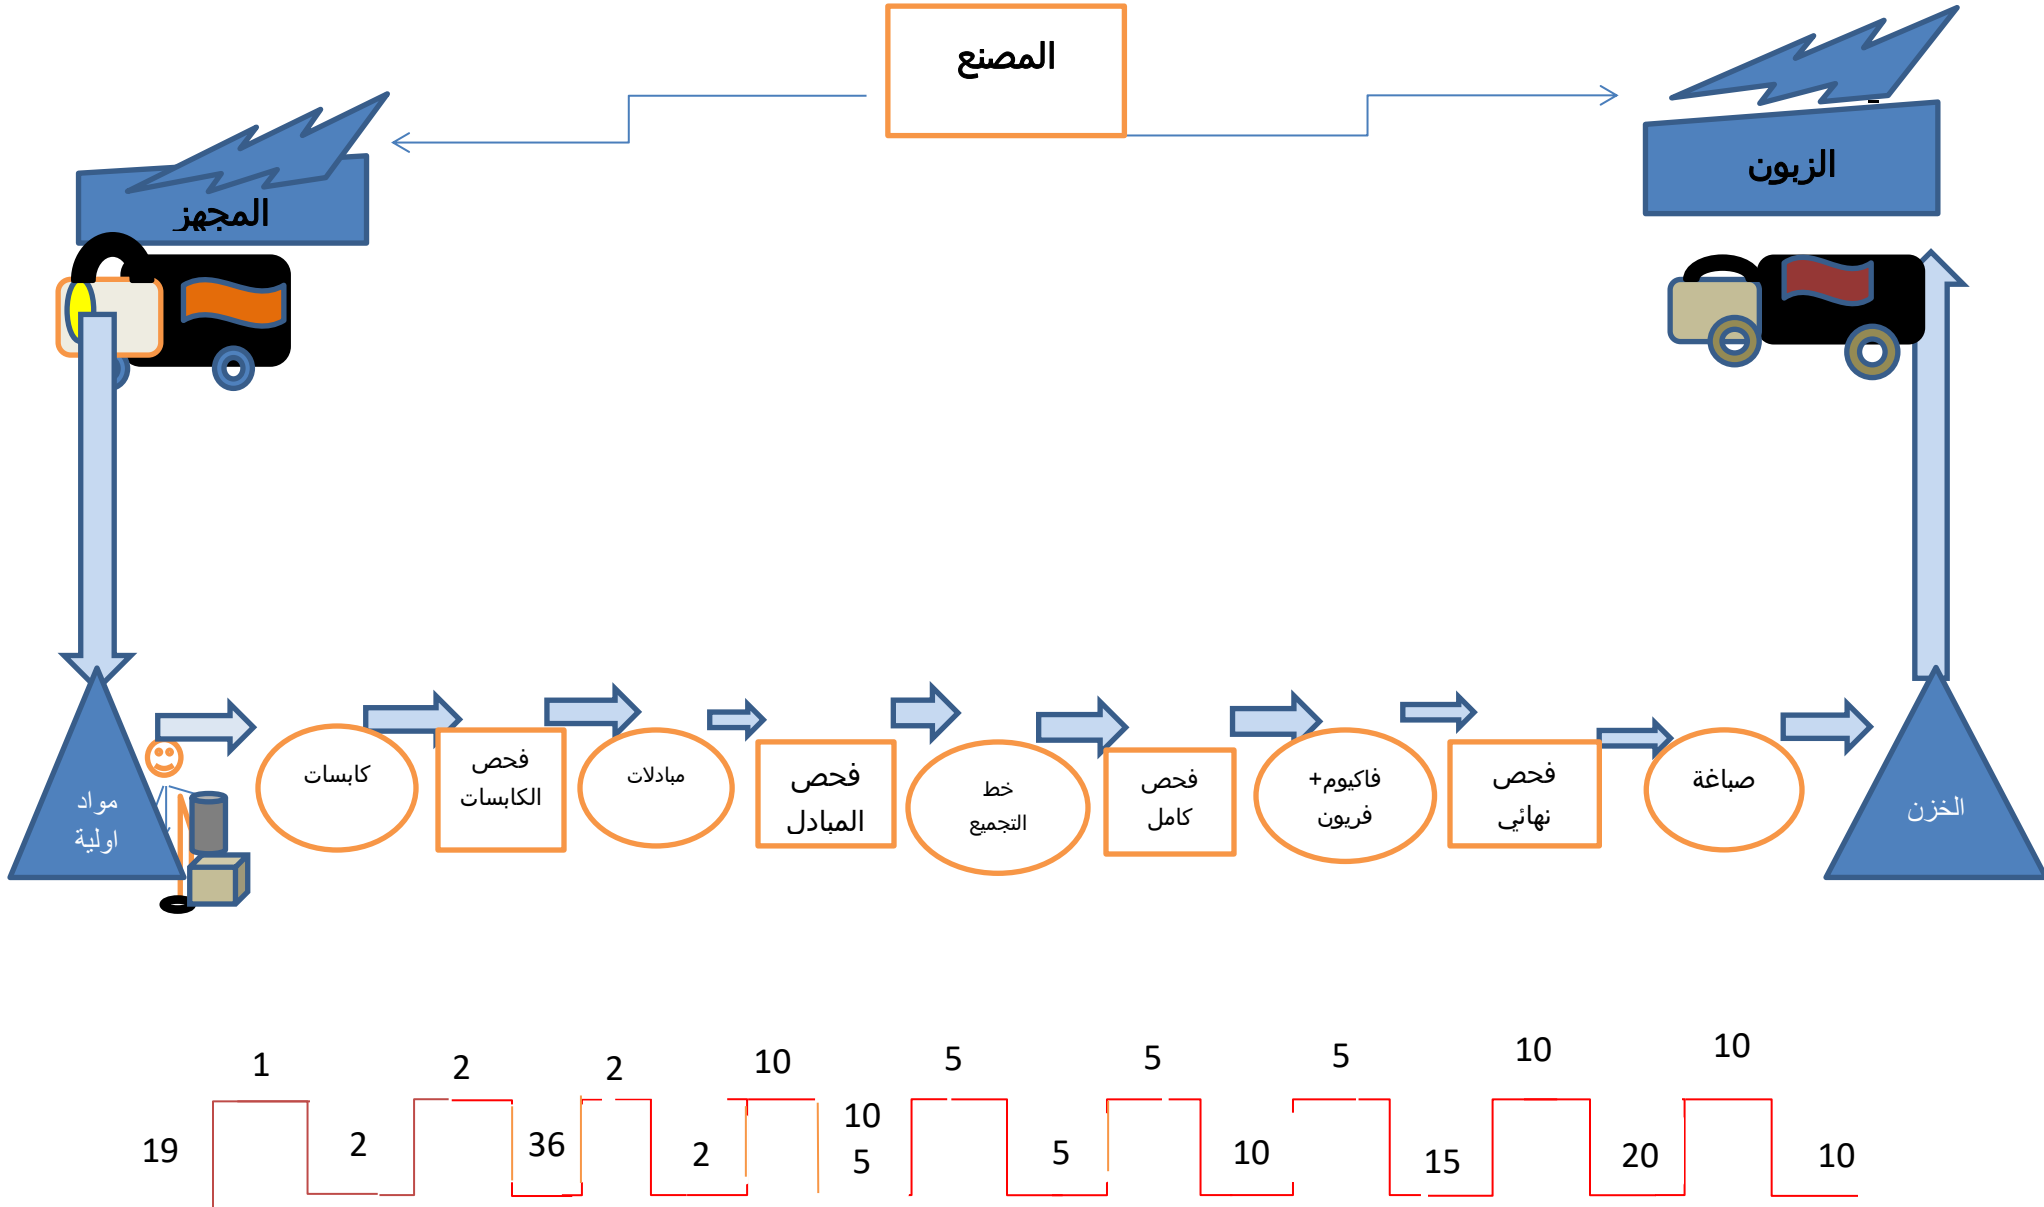 المصنع
الزبون
المجهز
مواد
اولية
كابسات
فحص
الكابسات
مبادلات
فحص
المبادل
خط
التجميع
فحص
كامل
فاكيوم+
فريون
فحص
نهائي
صباغة
الخزن
1
2
2
10
5
5
5
10
10
19
2
36
2
10
5
5
10
15
20
10